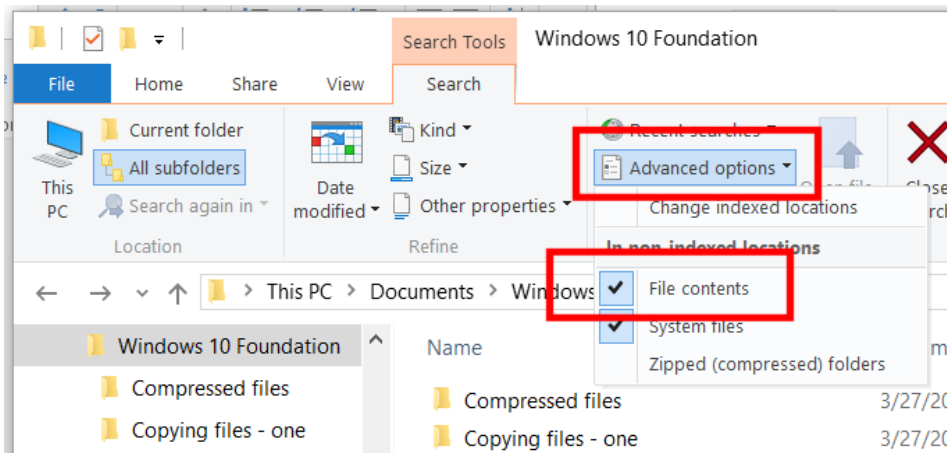 Search Tools
Windows 10 Foundation
File
Home
Share
View
Search
Current folder
All subfolders
Search again in
This PC
Location
Date modified
Kind
Size
Other properties
Refine
Recent searches
Advanced options
file
Change indexed locations
In non-indexed locations
File contents
System files
Zipped (compressed) folders
This PC > Documents > Windows
Windows 10 Foundation
Compressed files
Copying files - one
Name
Compressed files
3/27/20
Copying files - one
3/27/20